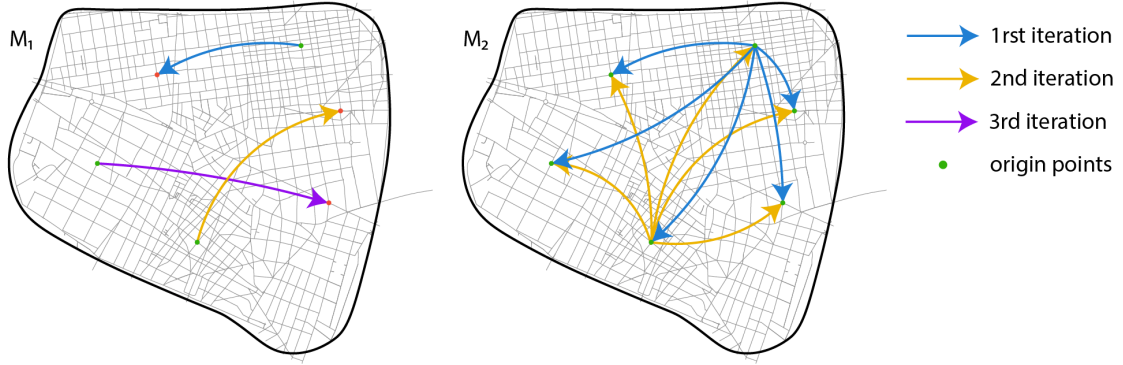 M₁
M₂
1rst iteration
2nd iteration
3rd iteration
origin points